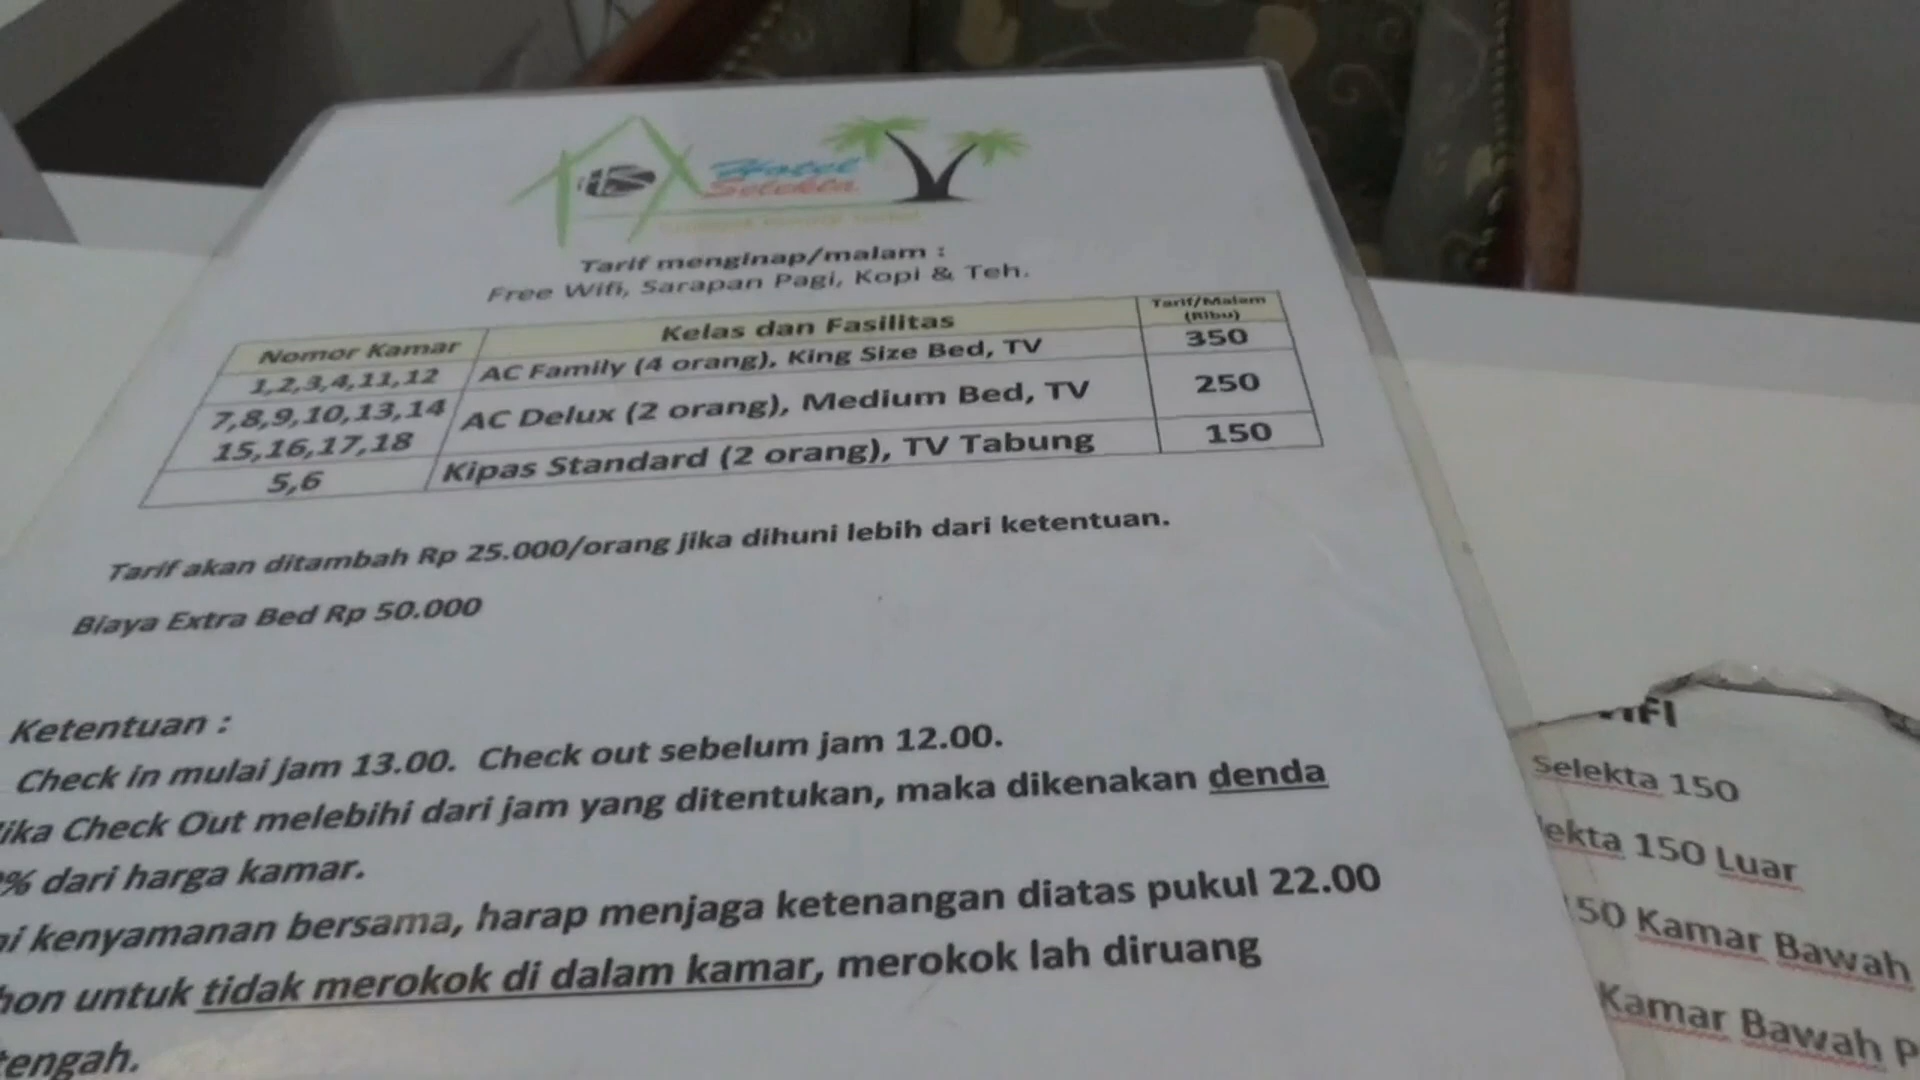 Hotel
Selekta
Tarif menginap/malam :
Free Wifi, Sarapan Pagi, Kopi & Teh.
Nomor Kamar Kelas dan Fasilitas Tarif/Malam (Ribu)
1,2,3,4,11,12 AC Family (4 orang), King Size Bed, TV 350
7,8,9,10,13,14 AC Delux (2 orang), Medium Bed, TV 250
15,16,17,18
5,6 Kipas Standard (2 orang), TV Tabung 150
Tarif akan ditambah Rp 25.000/orang jika dihuni lebih dari ketentuan.
Biaya Extra Bed Rp 50.000
Ketentuan :
Check in mulai jam 13.00. Check out sebelum jam 12.00.
ika Check Out melebihi dari jam yang ditentukan, maka dikenakan denda
% dari harga kamar.
i kenyamanan bersama, harap menjaga ketenangan diatas pukul 22.00
hon untuk tidak merokok di dalam kamar, merokok lah diruang
tengah.
IFI
Selekta 150
lekta 150 Luar
150 Kamar Bawah
Kamar Bawah P